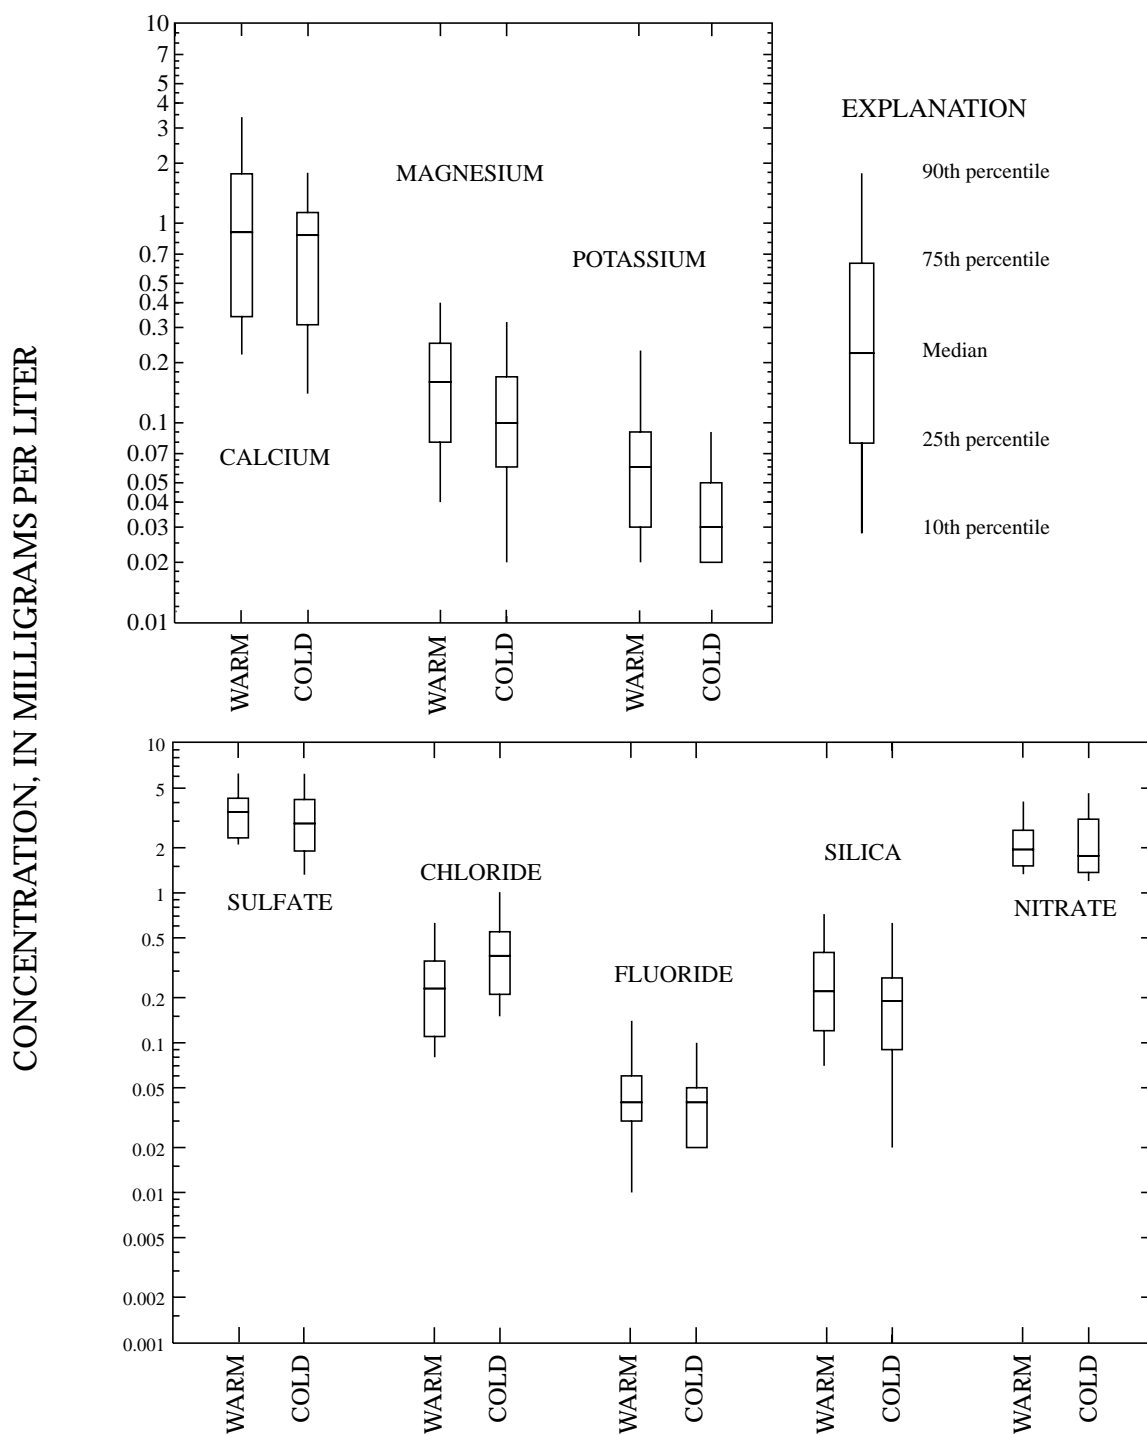 CONCENTRATION, IN MILLIGRAMS PER LITER
10
7
5
4
3
2
1
0.7
0.5
0.4
0.3
0.2
0.1
0.07
0.05
0.04
0.03
0.02
0.01
MAGNESIUM
POTASSIUM
CALCIUM
WARM
COLD
WARM
COLD
WARM
COLD
EXPLANATION
90th percentile
75th percentile
Median
25th percentile
10th percentile
10
5
2
1
0.5
0.2
0.1
0.05
0.02
0.01
0.005
0.002
0.001
SILICA
CHLORIDE
SULFATE
NITRATE
FLUORIDE
WARM
COLD
WARM
COLD
WARM
COLD
WARM
COLD
WARM
COLD